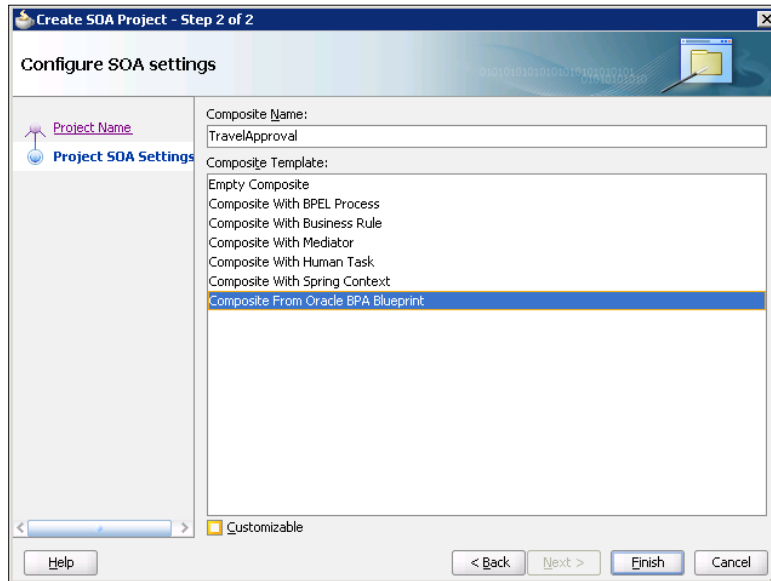 Create SOA Project - Step 2 of 2
Configure SOA settings
Project Name
Project SOA Settings
Composite Name:
TravelApproval
Composite Template:
Empty Composite
Composite With BPEL Process
Composite With Business Rule
Composite With Mediator
Composite With Human Task
Composite With Spring Context
Composite From Oracle BPA Blueprint
Customizable
Help
< Back
Next >
Finish
Cancel